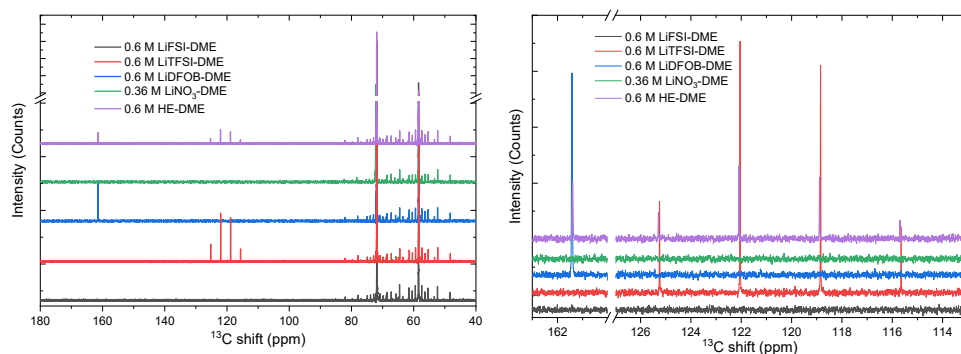 0.6 M LiFSI-DME
0.6 M LiTFSI-DME
0.6 M LiDFOB-DME
0.36 M LiNO₃-DME
0.6 M HE-DME
Intensity (Counts)
180 160 140 120 100 80 60 40
¹³C shift (ppm)
0.6 M LiFSI-DME
0.6 M LiTFSI-DME
0.6 M LiDFOB-DME
0.36 M LiNO₃-DME
0.6 M HE-DME
Intensity (Counts)
162 126 124 122 120 118 116 114
¹³C shift (ppm)